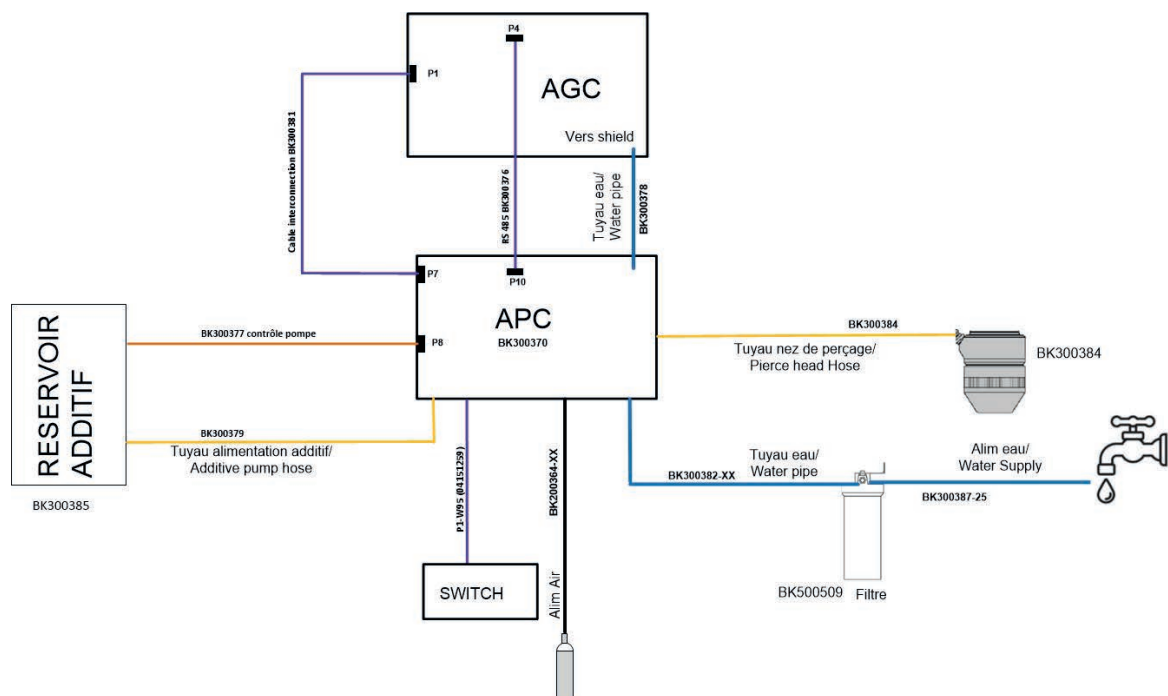 P4
P1
AGC
Vers shield
Cable interconnection BK300381
RS 485 BK300376
Tuyau eau/
Water pipe
BK300378
P7
P10
APC
BK300370
P8
RESERVOIR
ADDITIF
BK300385
BK300377 contrôle pompe
BK300379
Tuyau alimentation additif/
Additive pump hose
BK300384
Tuyau nez de perçage/
Pierce head Hose
BK300384
P1-W95 (04151259)
SWITCH
BK200364-XX
Alim Air
Tuyau eau/
Water pipe
BK300382-XX
Alim eau/
Water Supply
BK300387-25
BK500509
Filtre